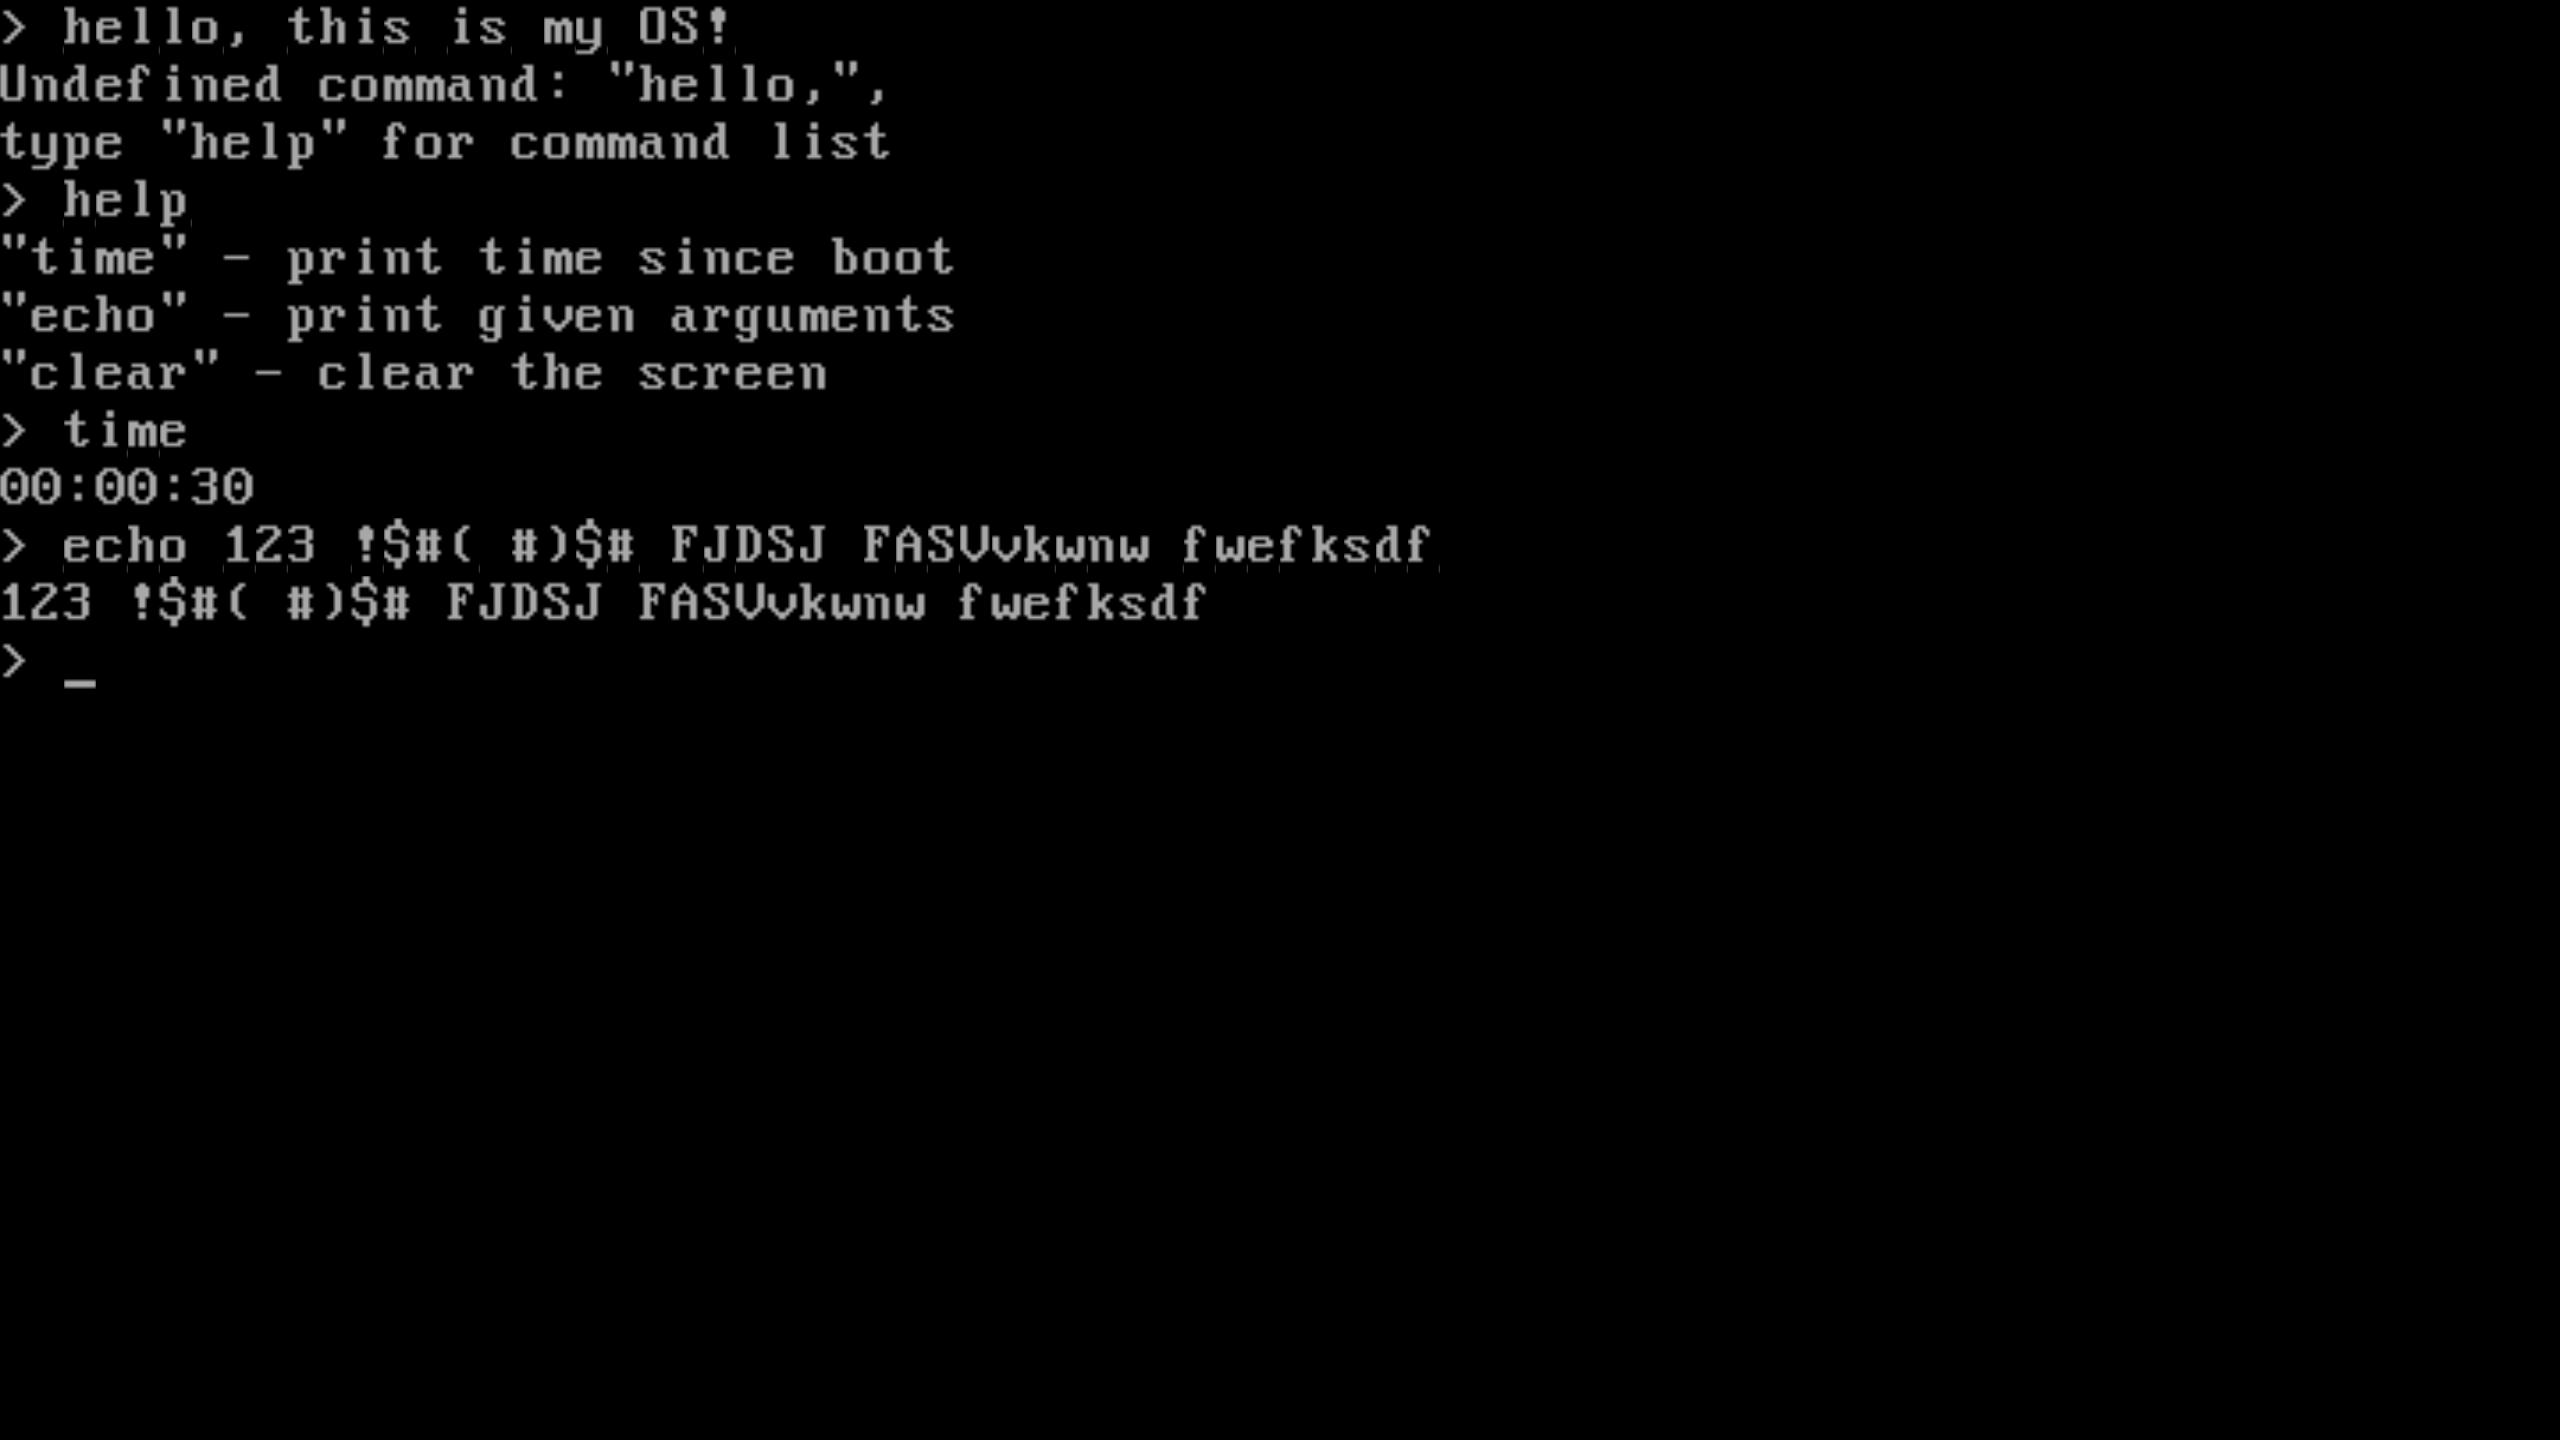 > hello, this is my OS!
Undefined command: "hello,",
type "help" for command list
> help
"time" - print time since boot
"echo" - print given arguments
"clear" - clear the screen
> time
00:00:30
> echo 123 !$#( #)$# FJDSJ FASVvkwnw fwefksdf
123 !$#( #)$# FJDSJ FASVvkwnw fwefksdf
> _